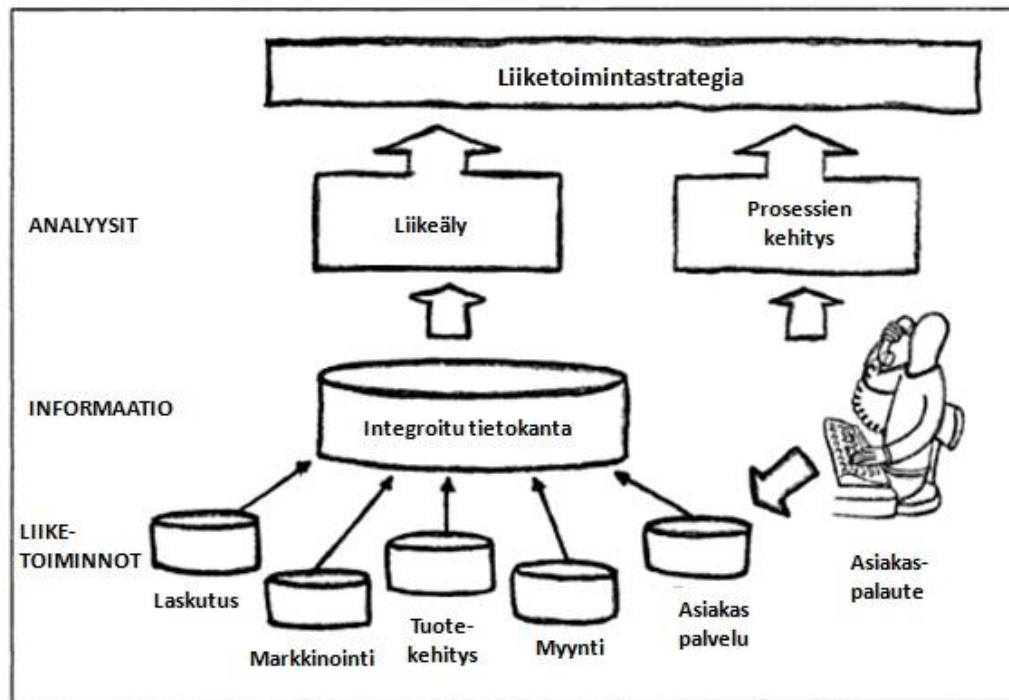 Liiketoimintastrategia
ANALYYSIT
Liikeäly
Prosessien
kehitys
INFORMAATIO
Integroitu tietokanta
LIIKE-
TOIMINNOT
Laskutus
Markkinointi
Tuote-
kehitys
Myynti
Asiakas
palvelu
Asiakas-
palaute